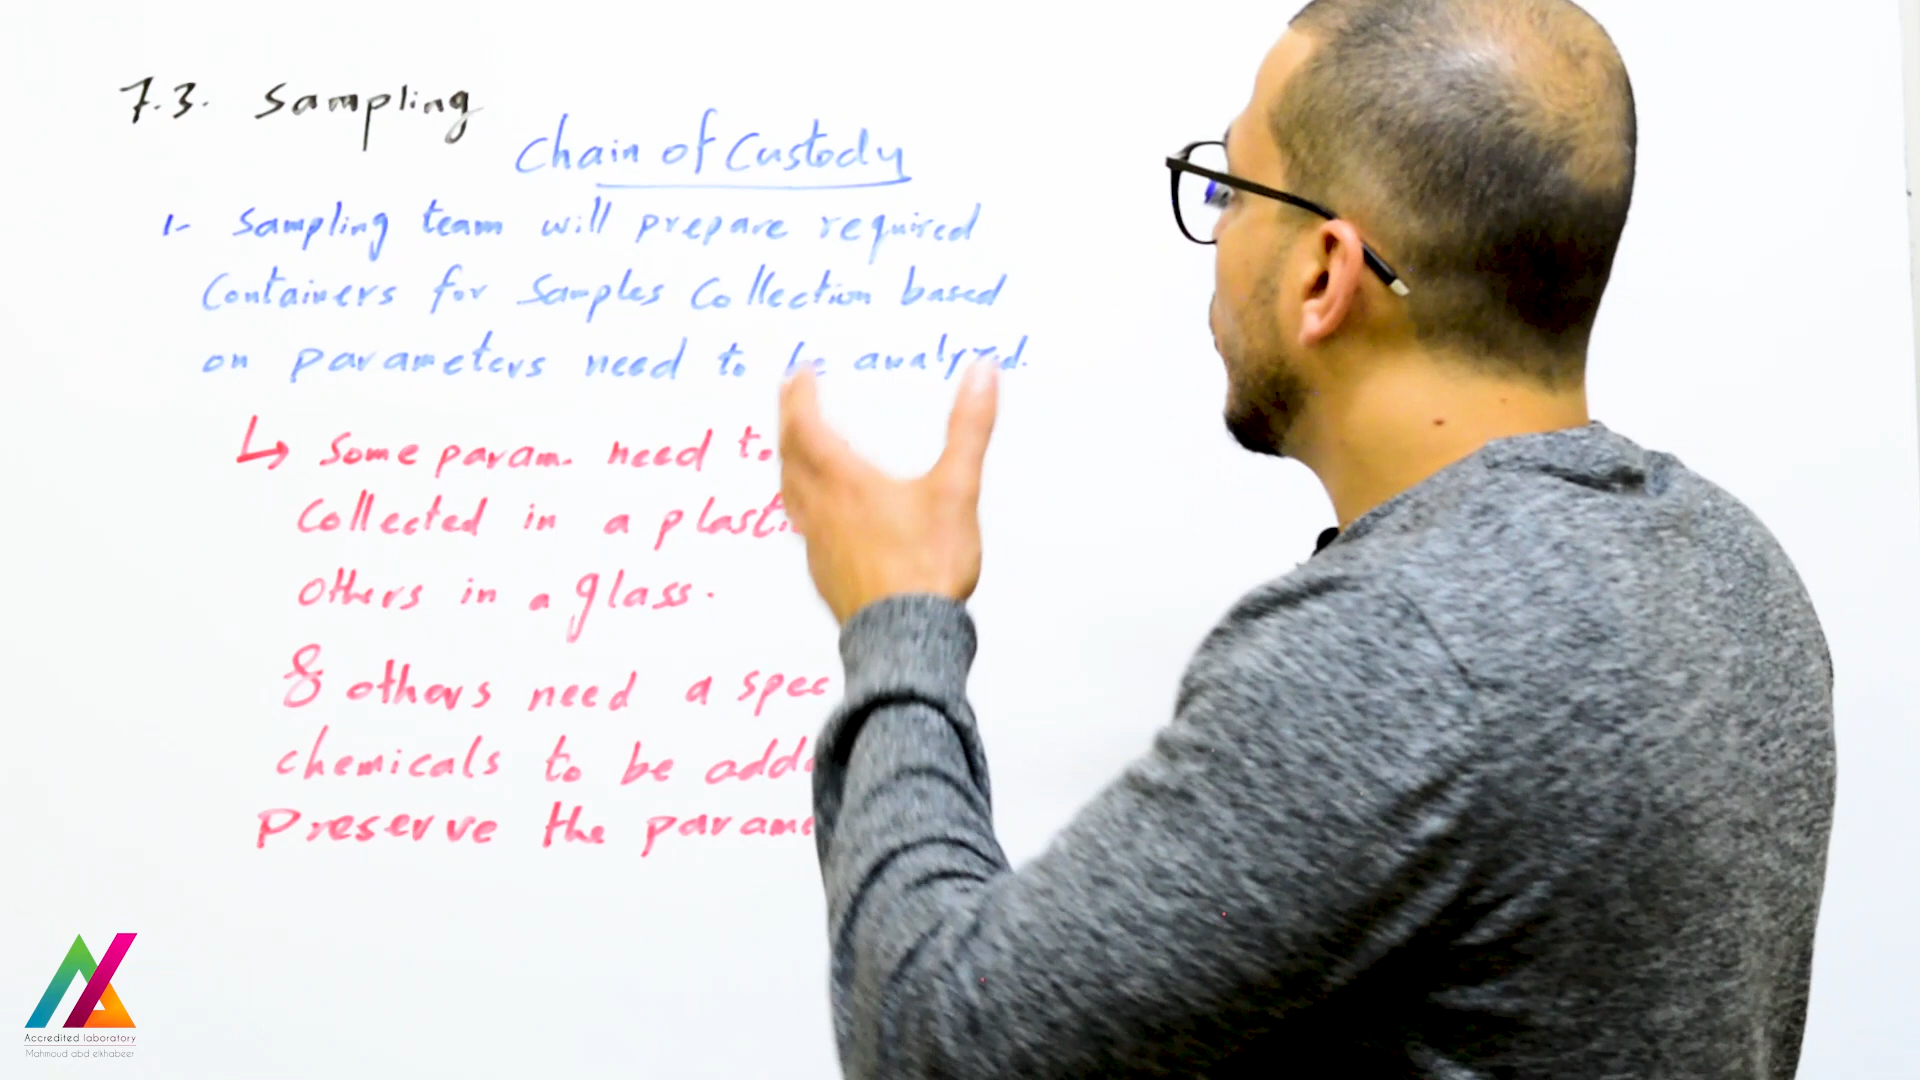 7.3. Sampling
Chain of Custody
1- Sampling team will prepare required
Containers for Samples Collection based
on parameters need to be analyzed.
↳ Some param. need to
Collected in a plasti
others in a glass.
& others need a spec
chemicals to be add
Preserve the param
Accredited laboratory
Mahmoud abd elkhabeer